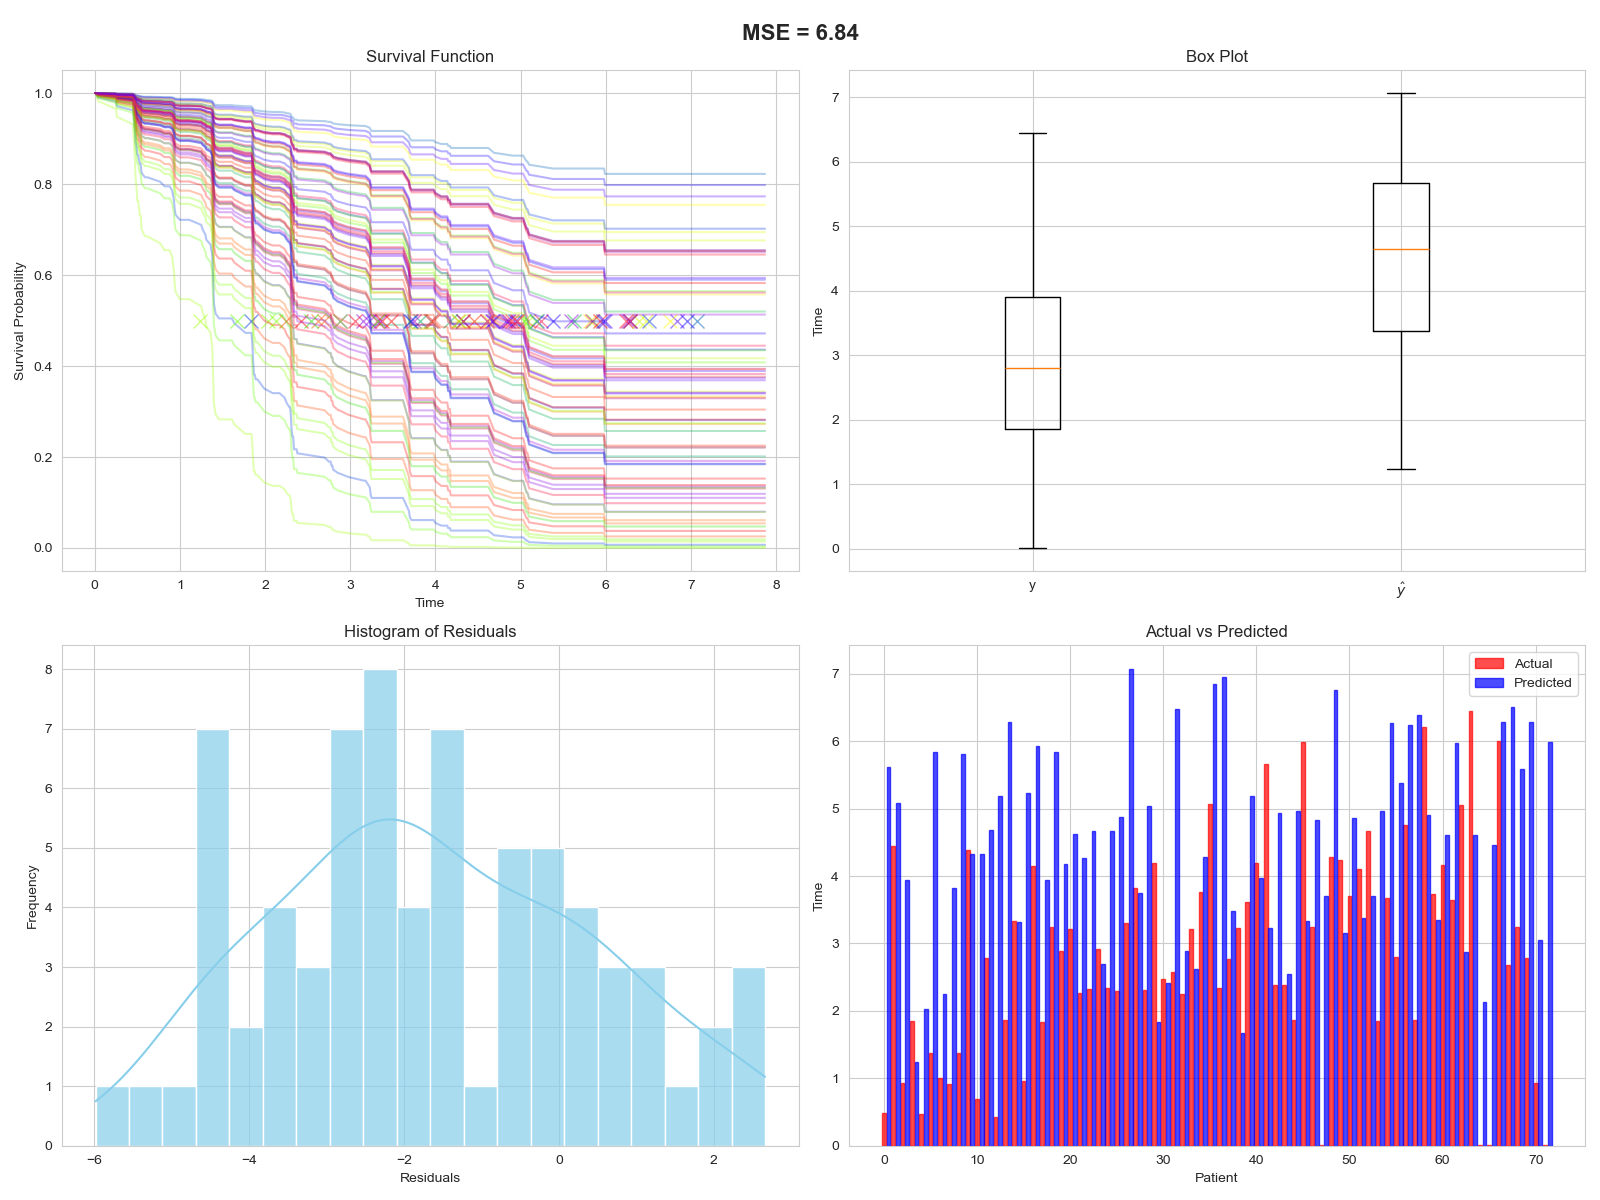 MSE = 6.84
Survival Function
1.0
0.8
0.6
0.4
0.2
0.0
Survival Probability
0 1 2 3 4 5 6 7 8
Time
Box Plot
7
6
5
4
3
2
1
0
Time
y ŷ
Histogram of Residuals
8
7
6
5
4
3
2
1
0
Frequency
−6 −4 −2 0 2
Residuals
Actual vs Predicted
Actual
Predicted
7
6
5
4
3
2
1
0
Time
0 10 20 30 40 50 60 70
Patient